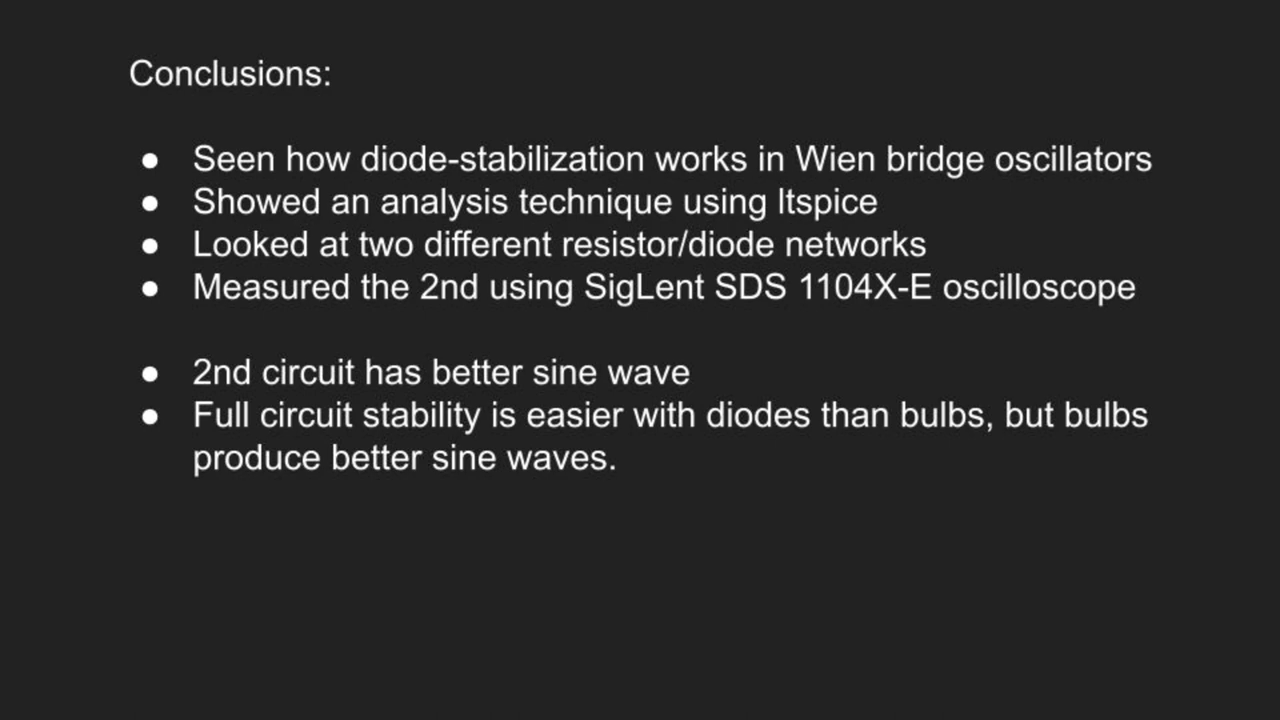 Conclusions:
● Seen how diode-stabilization works in Wien bridge oscillators
● Showed an analysis technique using ltspice
● Looked at two different resistor/diode networks
● Measured the 2nd using SigLent SDS 1104X-E oscilloscope
● 2nd circuit has better sine wave
● Full circuit stability is easier with diodes than bulbs, but bulbs
produce better sine waves.